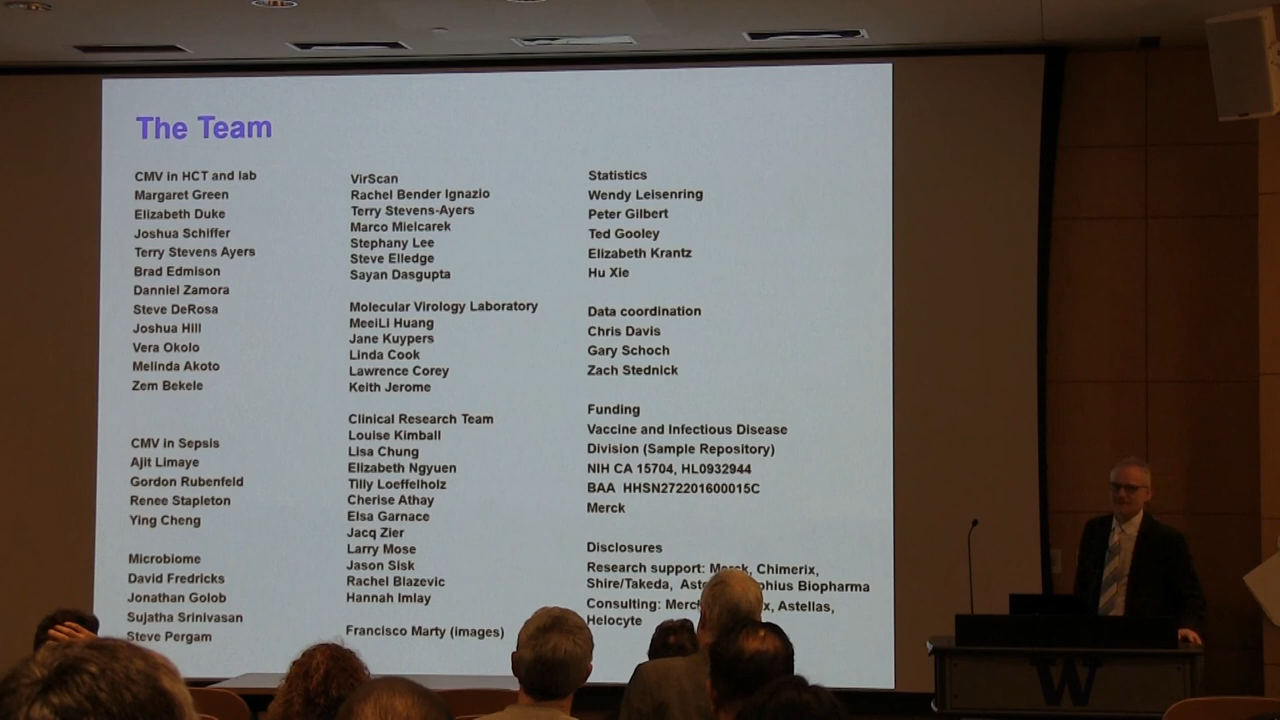 The Team
CMV in HCT and lab
Margaret Green
Elizabeth Duke
Joshua Schiffer
Terry Stevens Ayers
Brad Edmison
Danniel Zamora
Steve DeRosa
Joshua Hill
Vera Okolo
Melinda Akoto
Zem Bekele
CMV in Sepsis
Ajit Limaye
Gordon Rubenfeld
Renee Stapleton
Ying Cheng
Microbiome
David Fredricks
Jonathan Golob
Sujatha Srinivasan
Steve Pergam
VirScan
Rachel Bender Ignazio
Terry Stevens-Ayers
Marco Mielcarek
Stephany Lee
Steve Elledge
Sayan Dasgupta
Molecular Virology Laboratory
MeeiLi Huang
Jane Kuypers
Linda Cook
Lawrence Corey
Keith Jerome
Clinical Research Team
Louise Kimball
Lisa Chung
Elizabeth Ngyuen
Tilly Loeffelholz
Cherise Athay
Elsa Garnace
Jacq Zier
Larry Mose
Jason Sisk
Rachel Blazevic
Hannah Imlay
Francisco Marty (images)
Statistics
Wendy Leisenring
Peter Gilbert
Ted Gooley
Elizabeth Krantz
Hu Xie
Data coordination
Chris Davis
Gary Schoch
Zach Stednick
Funding
Vaccine and Infectious Disease
Division (Sample Repository)
NIH CA 15704, HL0932944
BAA HHSN272201600015C
Merck
Disclosures
Research support: Merck, Chimerix,
Shire/Takeda, Biopharma
Consulting: Astellas,
Helocyte
W